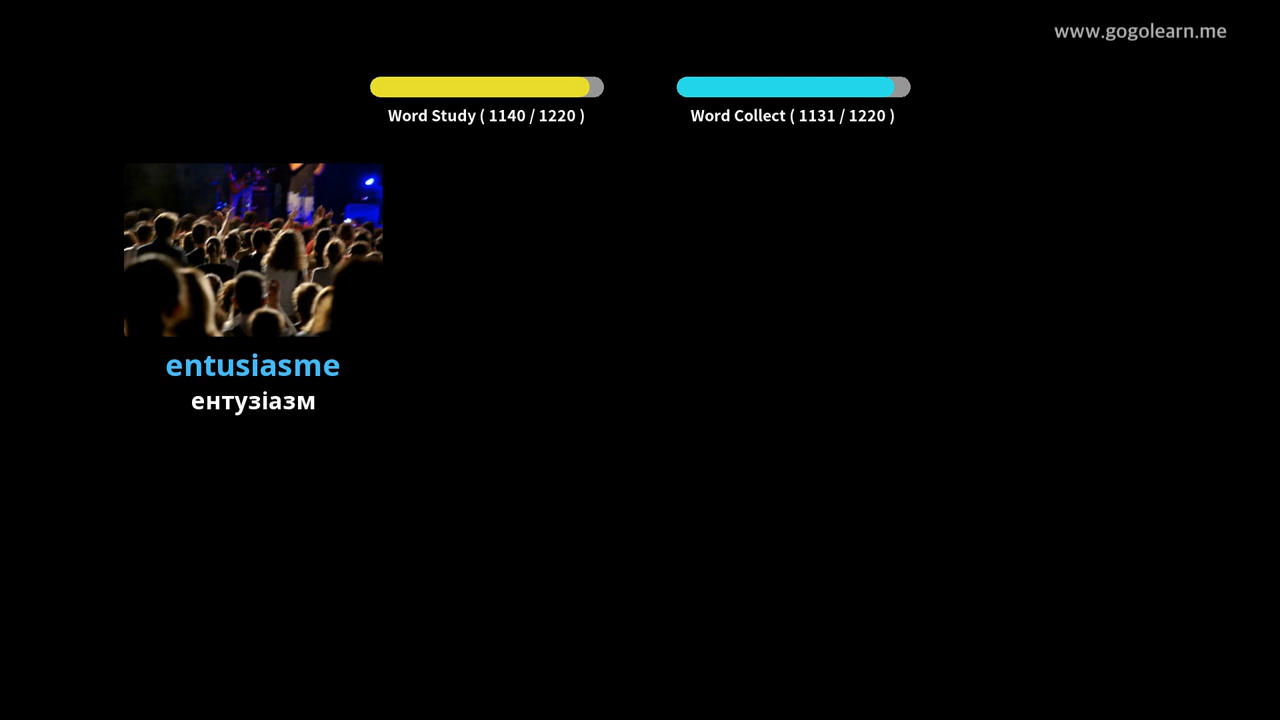 www.gogolearn.me
Word Study ( 1140 / 1220 )
Word Collect ( 1131 / 1220 )
entusiasme
ентузіазм